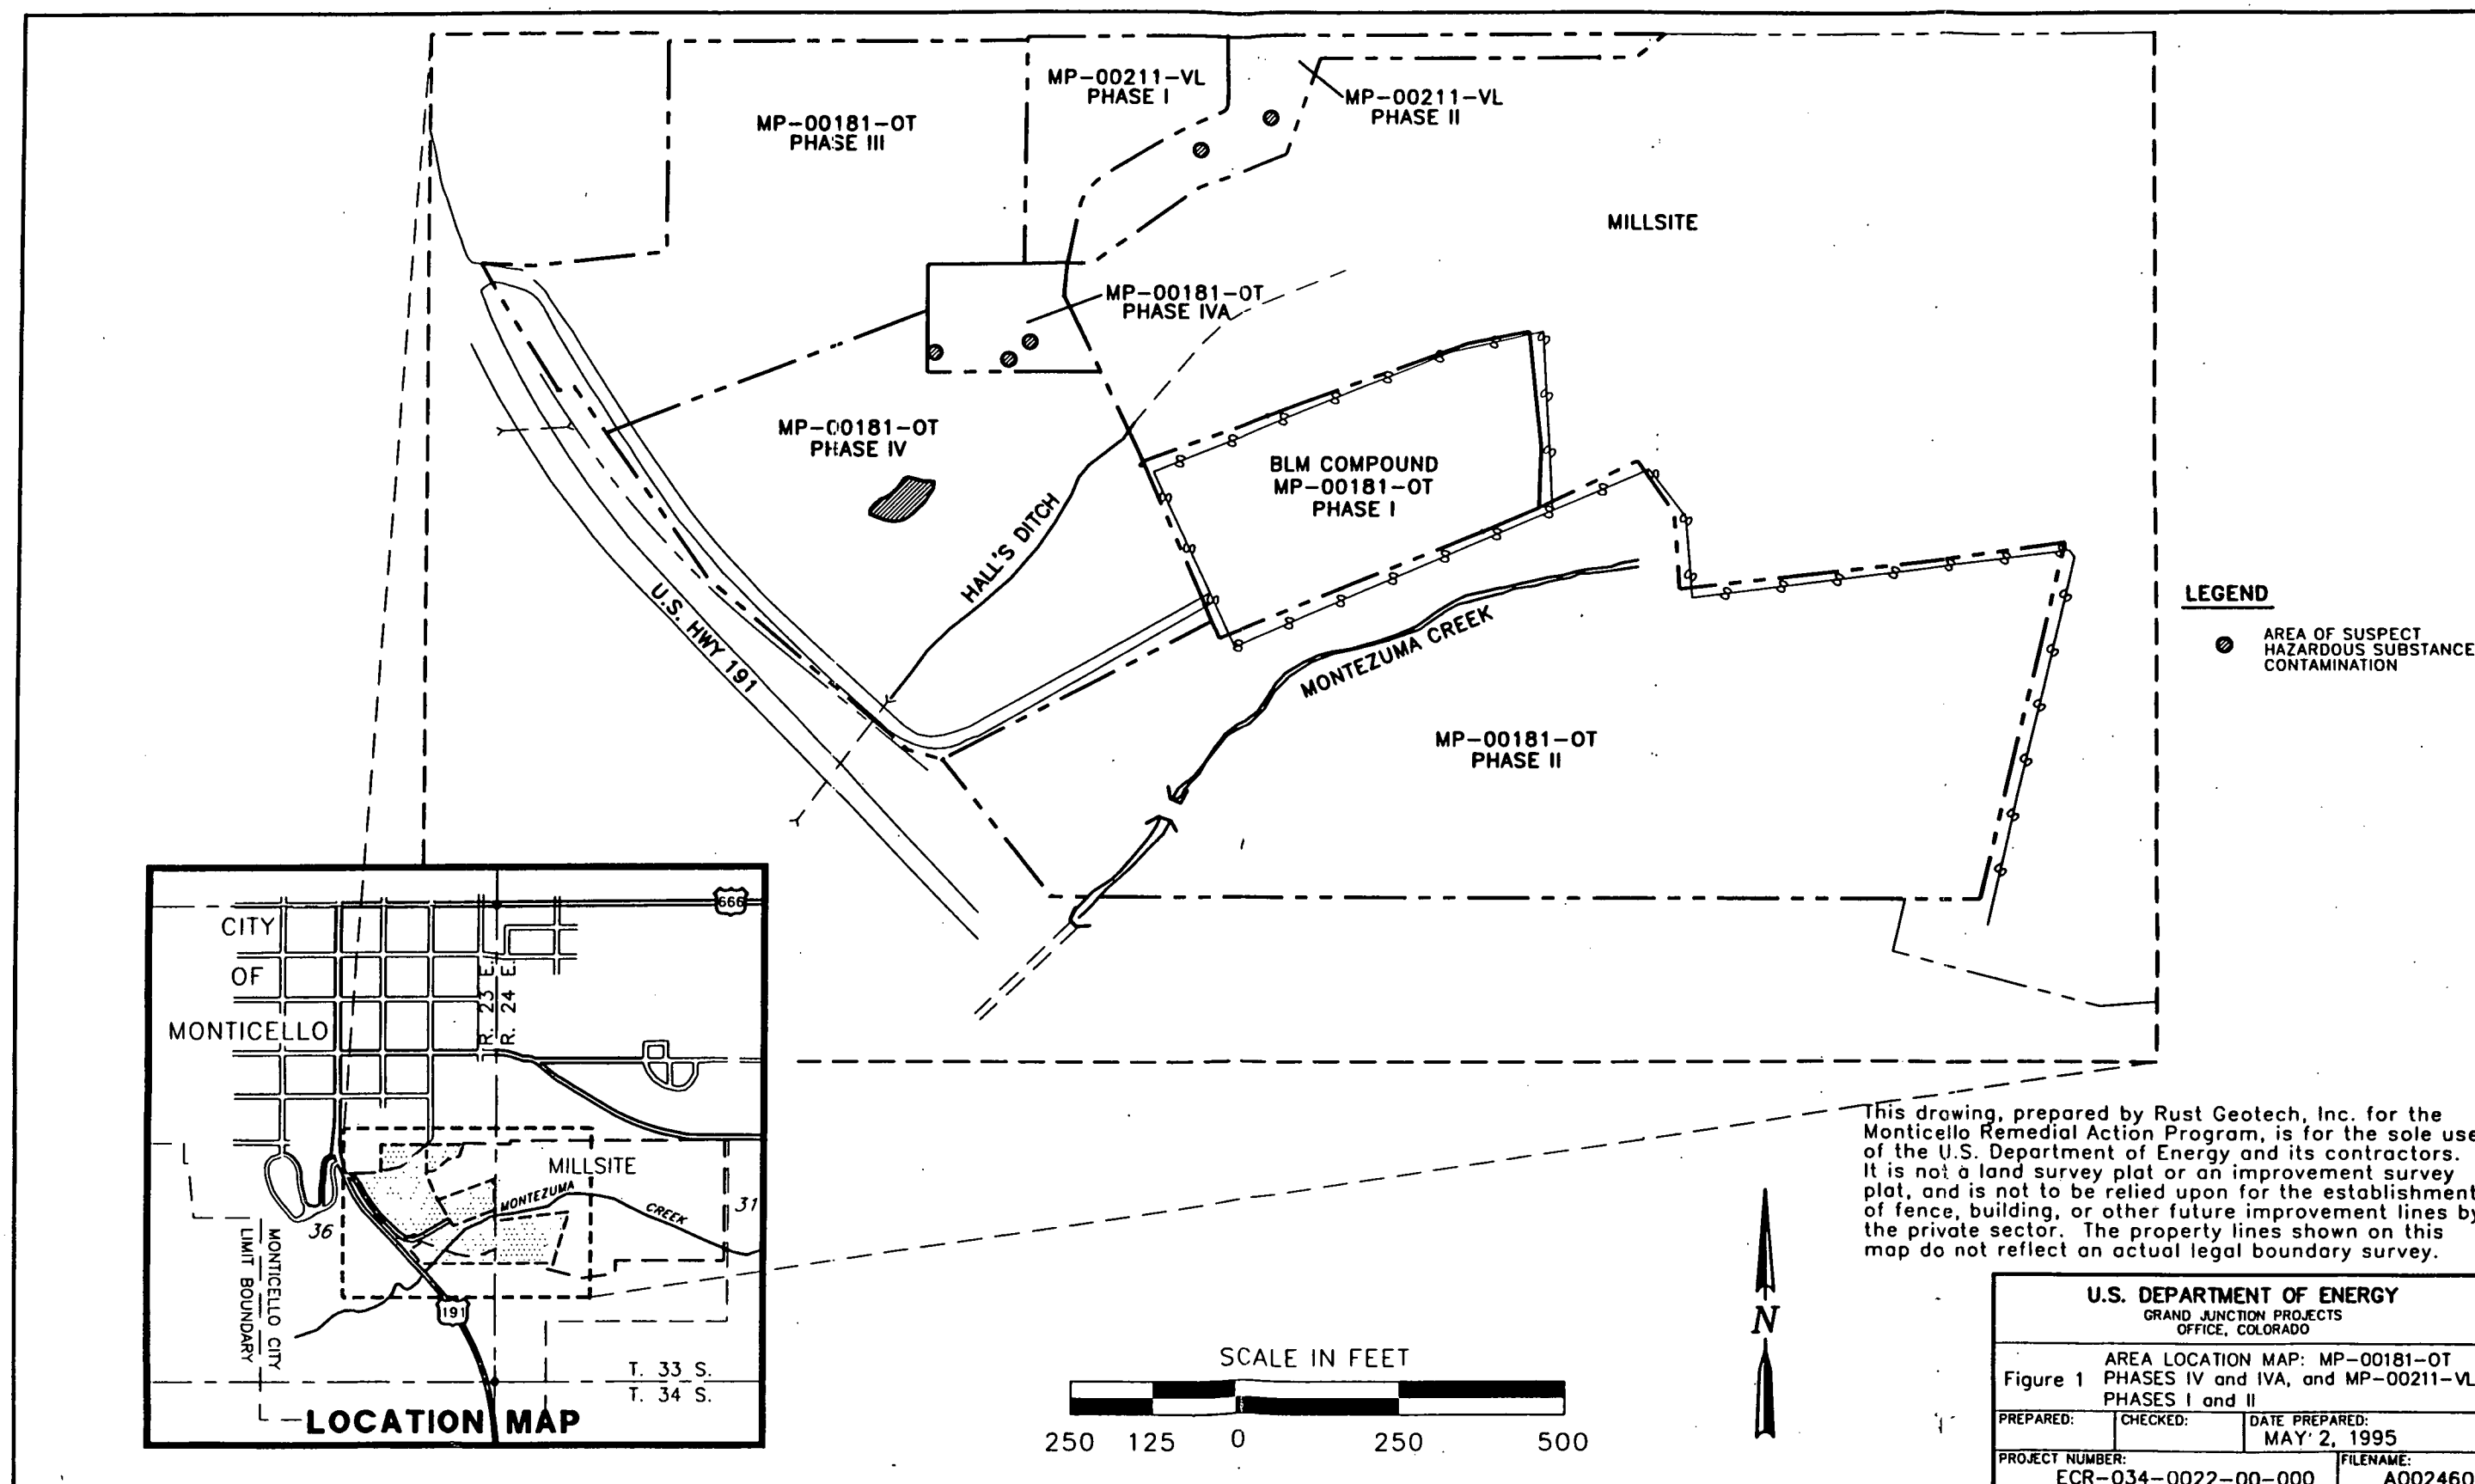 MP-00211-VL
PHASE I
MP-00211-VL
PHASE II
MP-00181-OT
PHASE III
MILLSITE
MP-00181-OT
PHASE IVA
MP-00181-OT
PHASE IV
BLM COMPOUND
MP-00181-OT
PHASE I
HALL'S DITCH
U.S. HWY 191
MONTEZUMA CREEK
MP-00181-OT
PHASE II
LEGEND
AREA OF SUSPECT
HAZARDOUS SUBSTANCE
CONTAMINATION
666
CITY
OF
MONTICELLO
R. 23 E.
R. 24 E.
MILLSITE
MONTEZUMA
CREEK
31
36
MONTICELLO CITY
LIMIT BOUNDARY
191
T. 33 S.
T. 34 S.
LOCATION MAP
SCALE IN FEET
250 125 0 250 500
N
This drawing, prepared by Rust Geotech, Inc. for the
Monticello Remedial Action Program, is for the sole use
of the U.S. Department of Energy and its contractors.
It is not a land survey plat or an improvement survey
plat, and is not to be relied upon for the establishment
of fence, building, or other future improvement lines by
the private sector. The property lines shown on this
map do not reflect an actual legal boundary survey.
U.S. DEPARTMENT OF ENERGY
GRAND JUNCTION PROJECTS
OFFICE, COLORADO
Figure 1
AREA LOCATION MAP: MP-00181-OT
PHASES IV and IVA, and MP-00211-VL
PHASES I and II
PREPARED:
CHECKED:
DATE PREPARED:
MAY 2, 1995
PROJECT NUMBER:
ECR-034-0022-00-000
FILENAME:
A002460